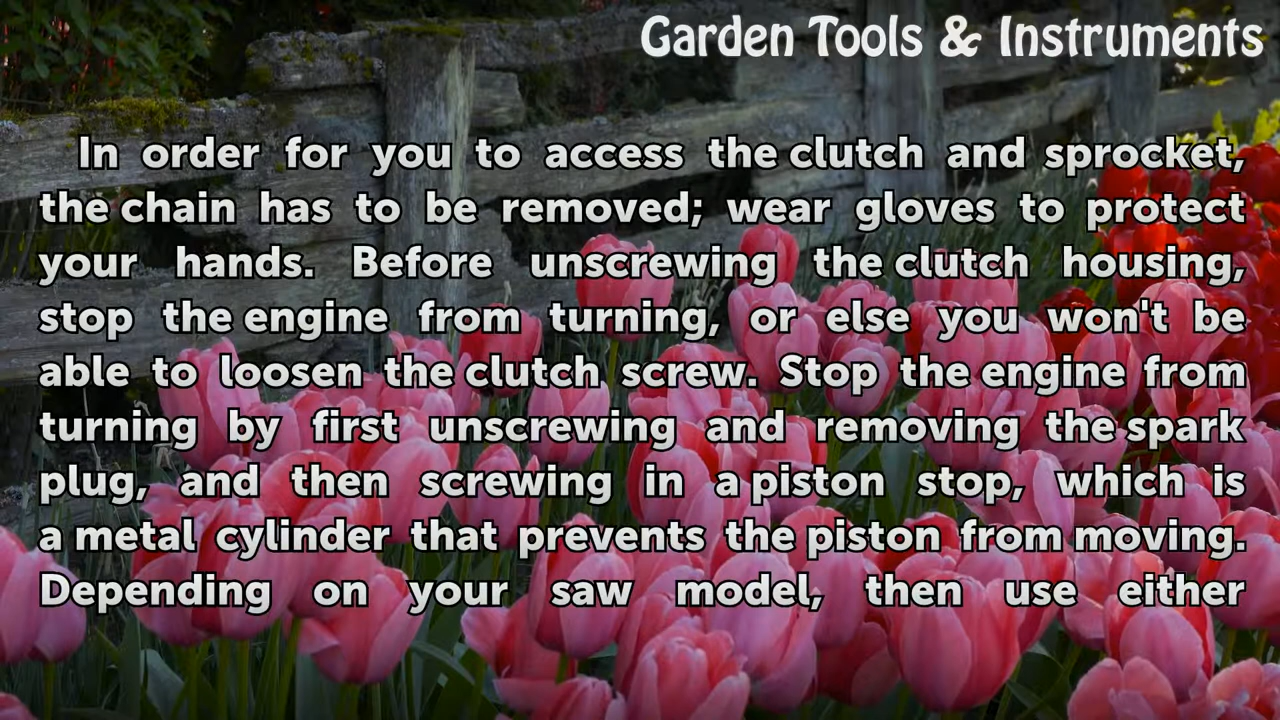 Garden Tools & Instruments
In order for you to access the clutch and sprocket,
the chain has to be removed; wear gloves to protect
your hands. Before unscrewing the clutch housing,
stop the engine from turning, or else you won't be
able to loosen the clutch screw. Stop the engine from
turning by first unscrewing and removing the spark
plug, and then screwing in a piston stop, which is
a metal cylinder that prevents the piston from moving.
Depending on your saw model, then use either